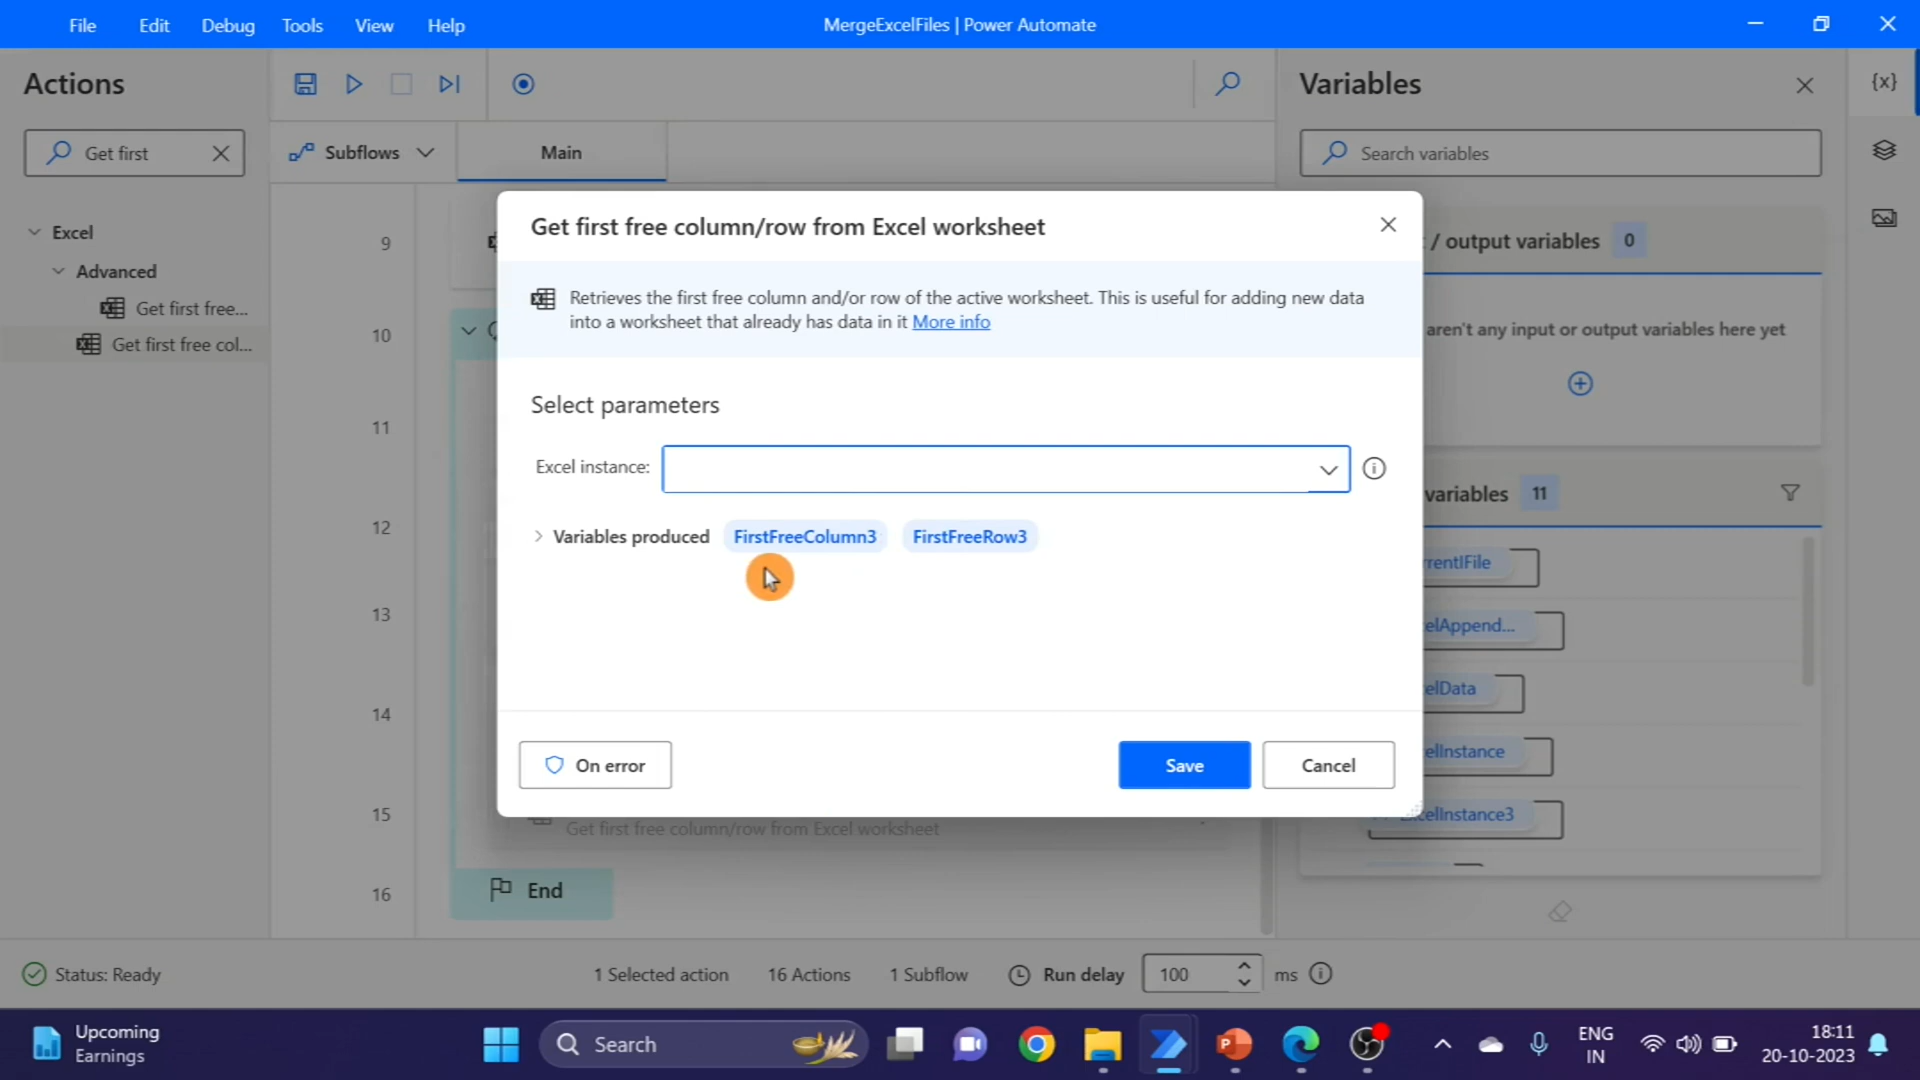 File Edit Debug Tools View Help
MergeExcelFiles | Power Automate
Actions
Get first
Excel
Advanced
Get first free...
Get first free col...
Subflows
Main
9
10
11
12
13
14
15
16
Get first free column/row from Excel worksheet
End
Get first free column/row from Excel worksheet
Retrieves the first free column and/or row of the active worksheet. This is useful for adding new data
into a worksheet that already has data in it More info
Select parameters
Excel instance:
Variables produced FirstFreeColumn3 FirstFreeRow3
On error
Save
Cancel
Variables
{x}
Search variables
/ output variables 0
aren't any input or output variables here yet
variables 11
Status: Ready
1 Selected action
16 Actions
1 Subflow
Run delay
100
ms
Upcoming
Earnings
Search
ENG
IN
18:11
20-10-2023